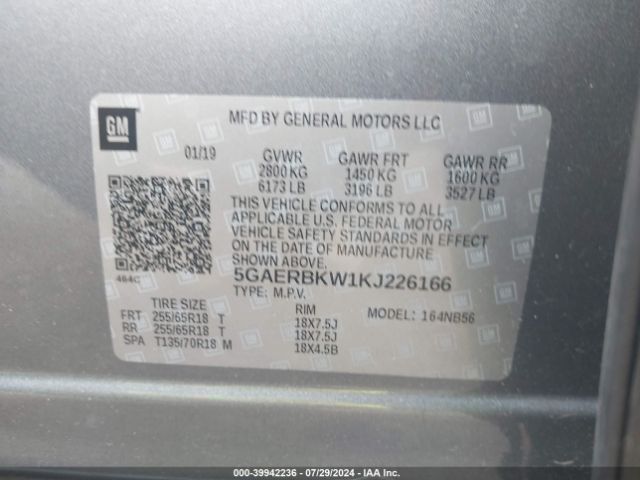 GM
MFD BY GENERAL MOTORS LLC
01/19 GVWR GAWR FRT GAWR RR
2800 KG 1450 KG 1600 KG
6173 LB 3196 LB 3527 LB
THIS VEHICLE CONFORMS TO ALL
APPLICABLE U.S. FEDERAL MOTOR
VEHICLE SAFETY STANDARDS IN EFFECT
ON THE DATE OF MANUFACTURE
SHOWN ABOVE.
464C
5GAERBKW1KJ226166
TYPE: M.P.V.
TIRE SIZE RIM MODEL: 164NB56
FRT 255/65R18 T 18X7.5J
RR 255/65R18 T 18X7.5J
SPA T135/70R18 M 18X4.5B
000-39942236 | 07/29/2024 | IAA Inc.